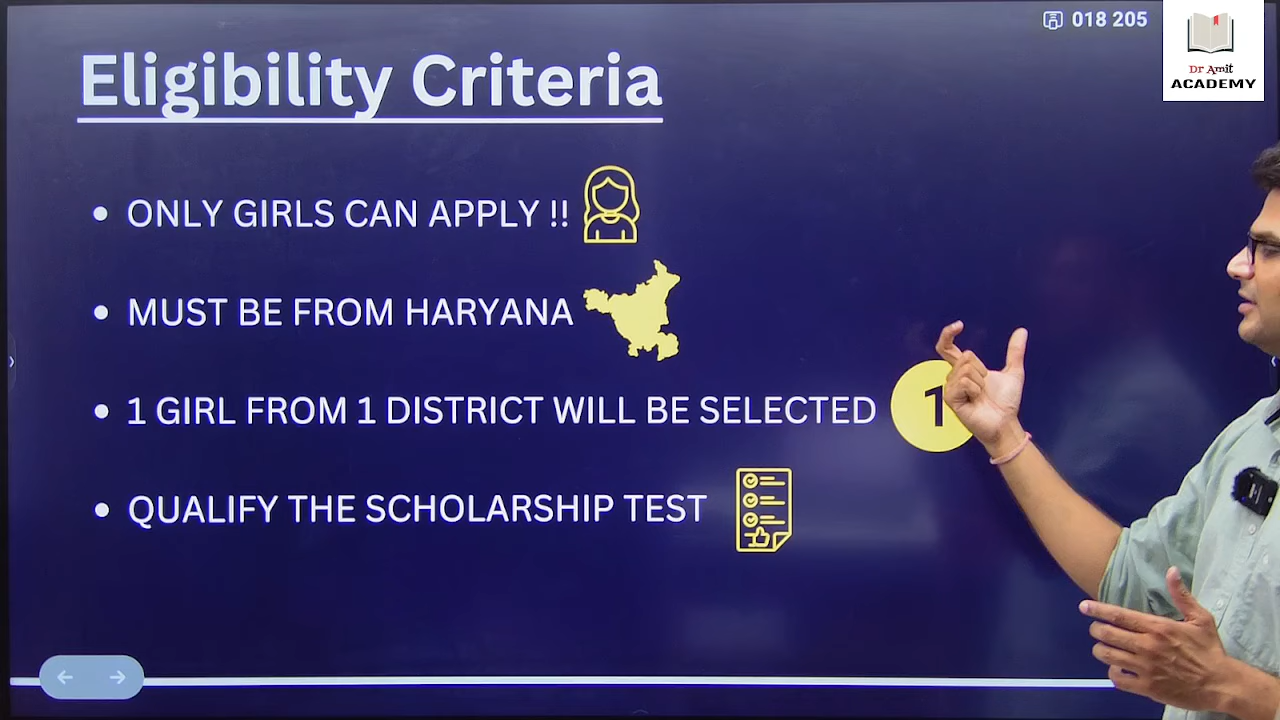 018 205
Dr Amit
ACADEMY
Eligibility Criteria
• ONLY GIRLS CAN APPLY !!
• MUST BE FROM HARYANA
• 1 GIRL FROM 1 DISTRICT WILL BE SELECTED
1
• QUALIFY THE SCHOLARSHIP TEST